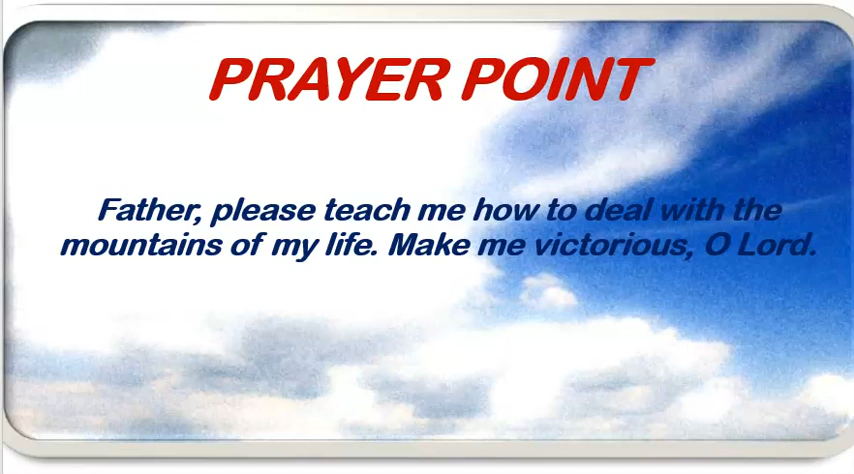 PRAYER POINT
Father, please teach me how to deal with the
mountains of my life. Make me victorious, O Lord.